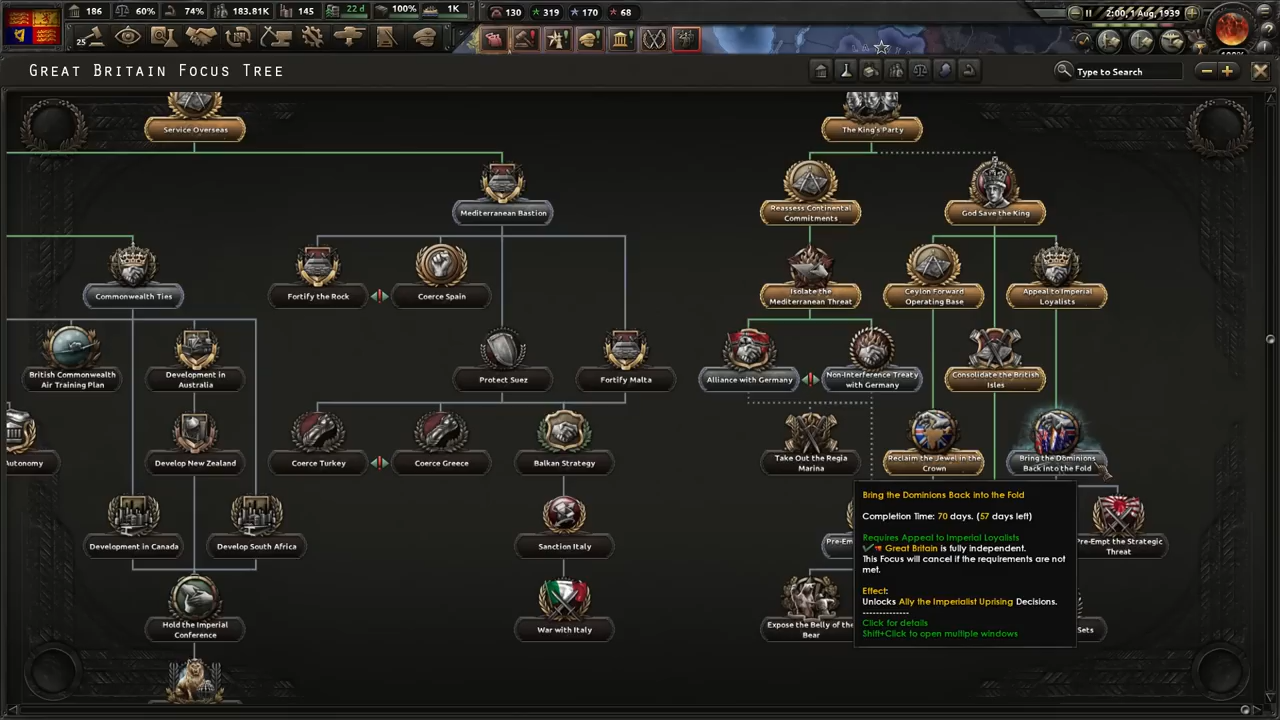 186
60%
74%
183.81K
145
22 d
100%
1K
130
319
170
68
2:00, 1 Aug, 1939
25
100%
Great Britain Focus Tree
Type to Search
Service Overseas
The King's Party
Mediterranean Bastion
Reassess Continental
Commitments
God Save the King
Commonwealth Ties
Fortify the Rock
Coerce Spain
Isolate the
Mediterranean Threat
Ceylon Forward
Operating Base
Appeal to Imperial
Loyalists
British Commonwealth
Air Training Plan
Development in
Australia
Protect Suez
Fortify Malta
Alliance with Germany
Non-Interference Treaty
with Germany
Consolidate the British
Isles
Autonomy
Develop New Zealand
Coerce Turkey
Coerce Greece
Balkan Strategy
Take Out the Regia
Marina
Reclaim the Jewel in the
Crown
Bring the Dominions
Back into the Fold
Development in Canada
Develop South Africa
Sanction Italy
Pre-Em
Pre-Empt the Strategic
Threat
Hold the Imperial
Conference
War with Italy
Expose the Belly of the
Bear
Sets
Bring the Dominions Back into the Fold
Completion Time: 70 days. (57 days left)
Requires Appeal to Imperial Loyalists
Great Britain is fully independent.
This Focus will cancel if the requirements are not
met.
Effect:
Unlocks Ally the Imperialist Uprising Decisions.
--------------
Click for details
Shift+Click to open multiple windows